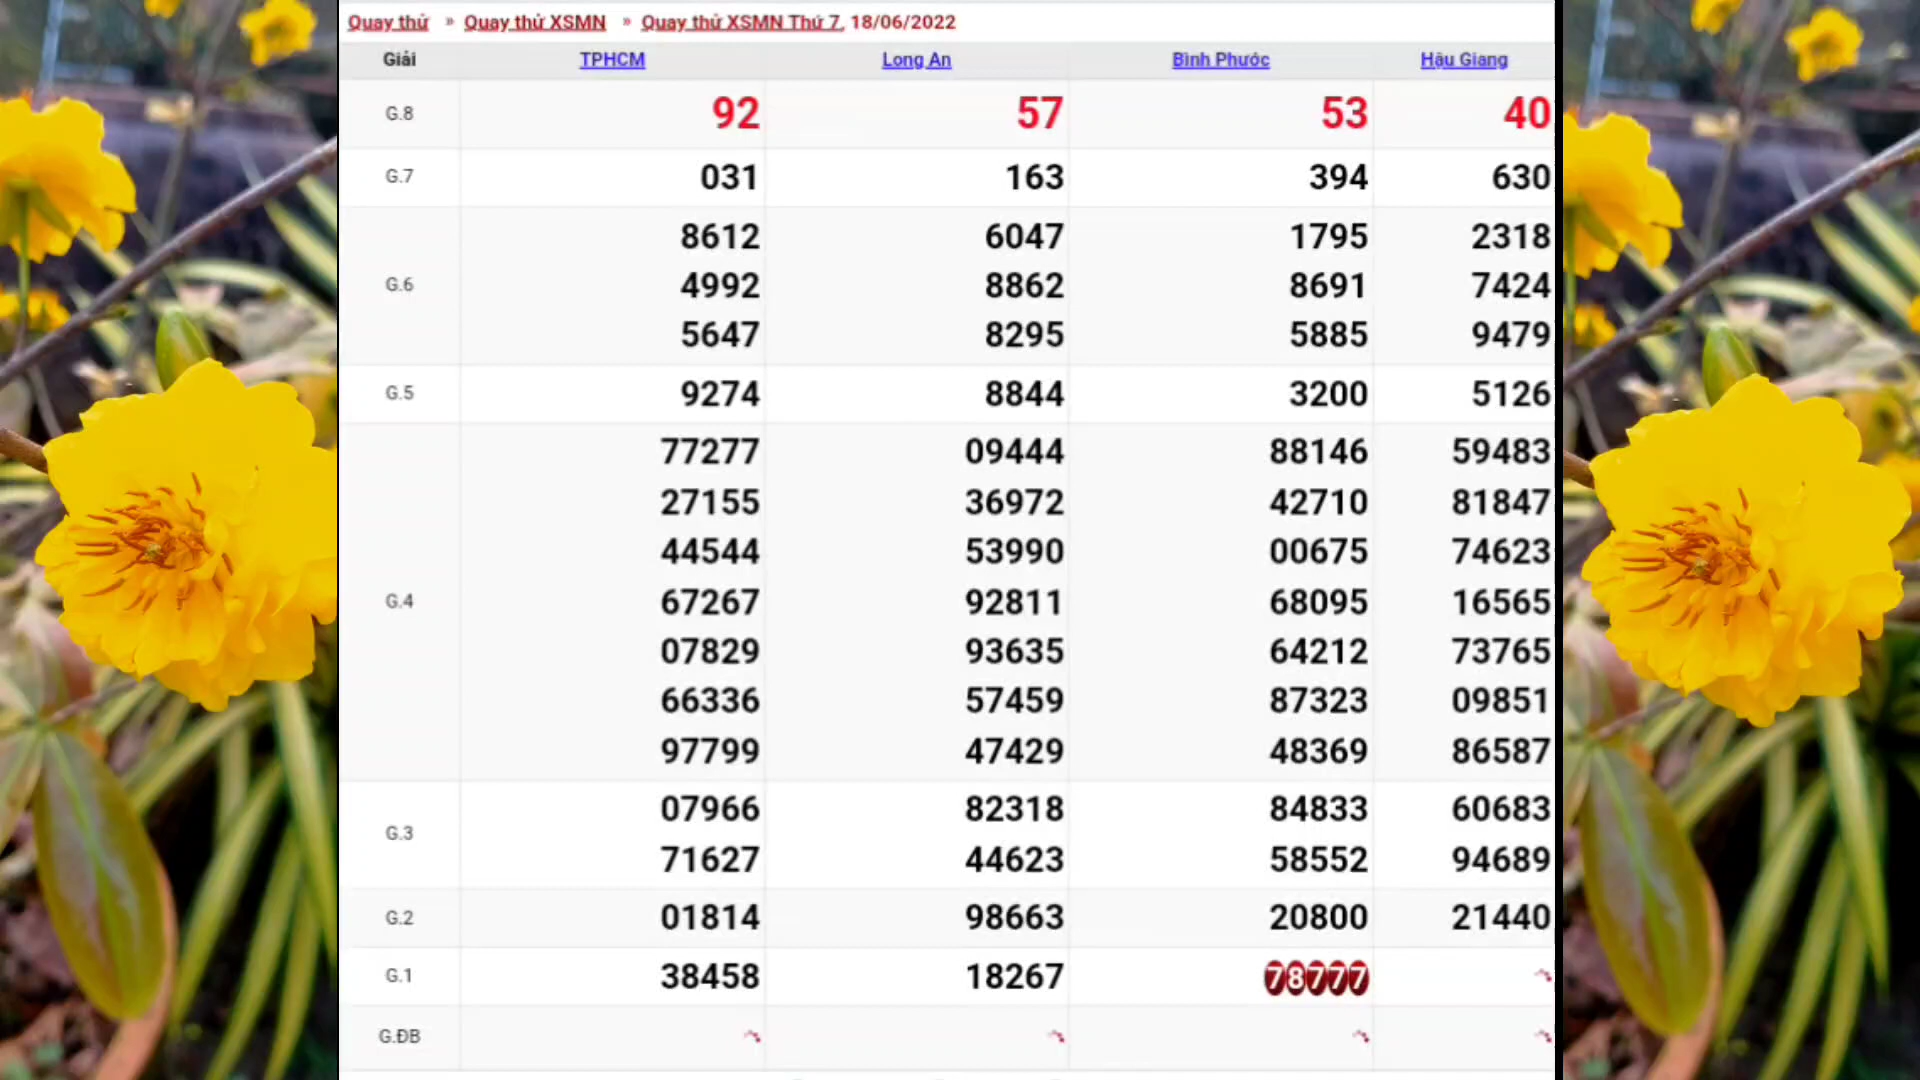 Quay thử » Quay thử XSMN » Quay thử XSMN Thứ 7, 18/06/2022
Giải TPHCM Long An Bình Phước Hậu Giang
G.8 92 57 53 40
G.7 031 163 394 630
8612 6047 1795 2318
G.6 4992 8862 8691 7424
5647 8295 5885 9479
G.5 9274 8844 3200 5126
77277 09444 88146 59483
27155 36972 42710 81847
44544 53990 00675 74623
G.4 67267 92811 68095 16565
07829 93635 64212 73765
66336 57459 87323 09851
97799 47429 48369 86587
G.3 07966 82318 84833 60683
71627 44623 58552 94689
G.2 01814 98663 20800 21440
G.1 38458 18267 78777
G.ĐB